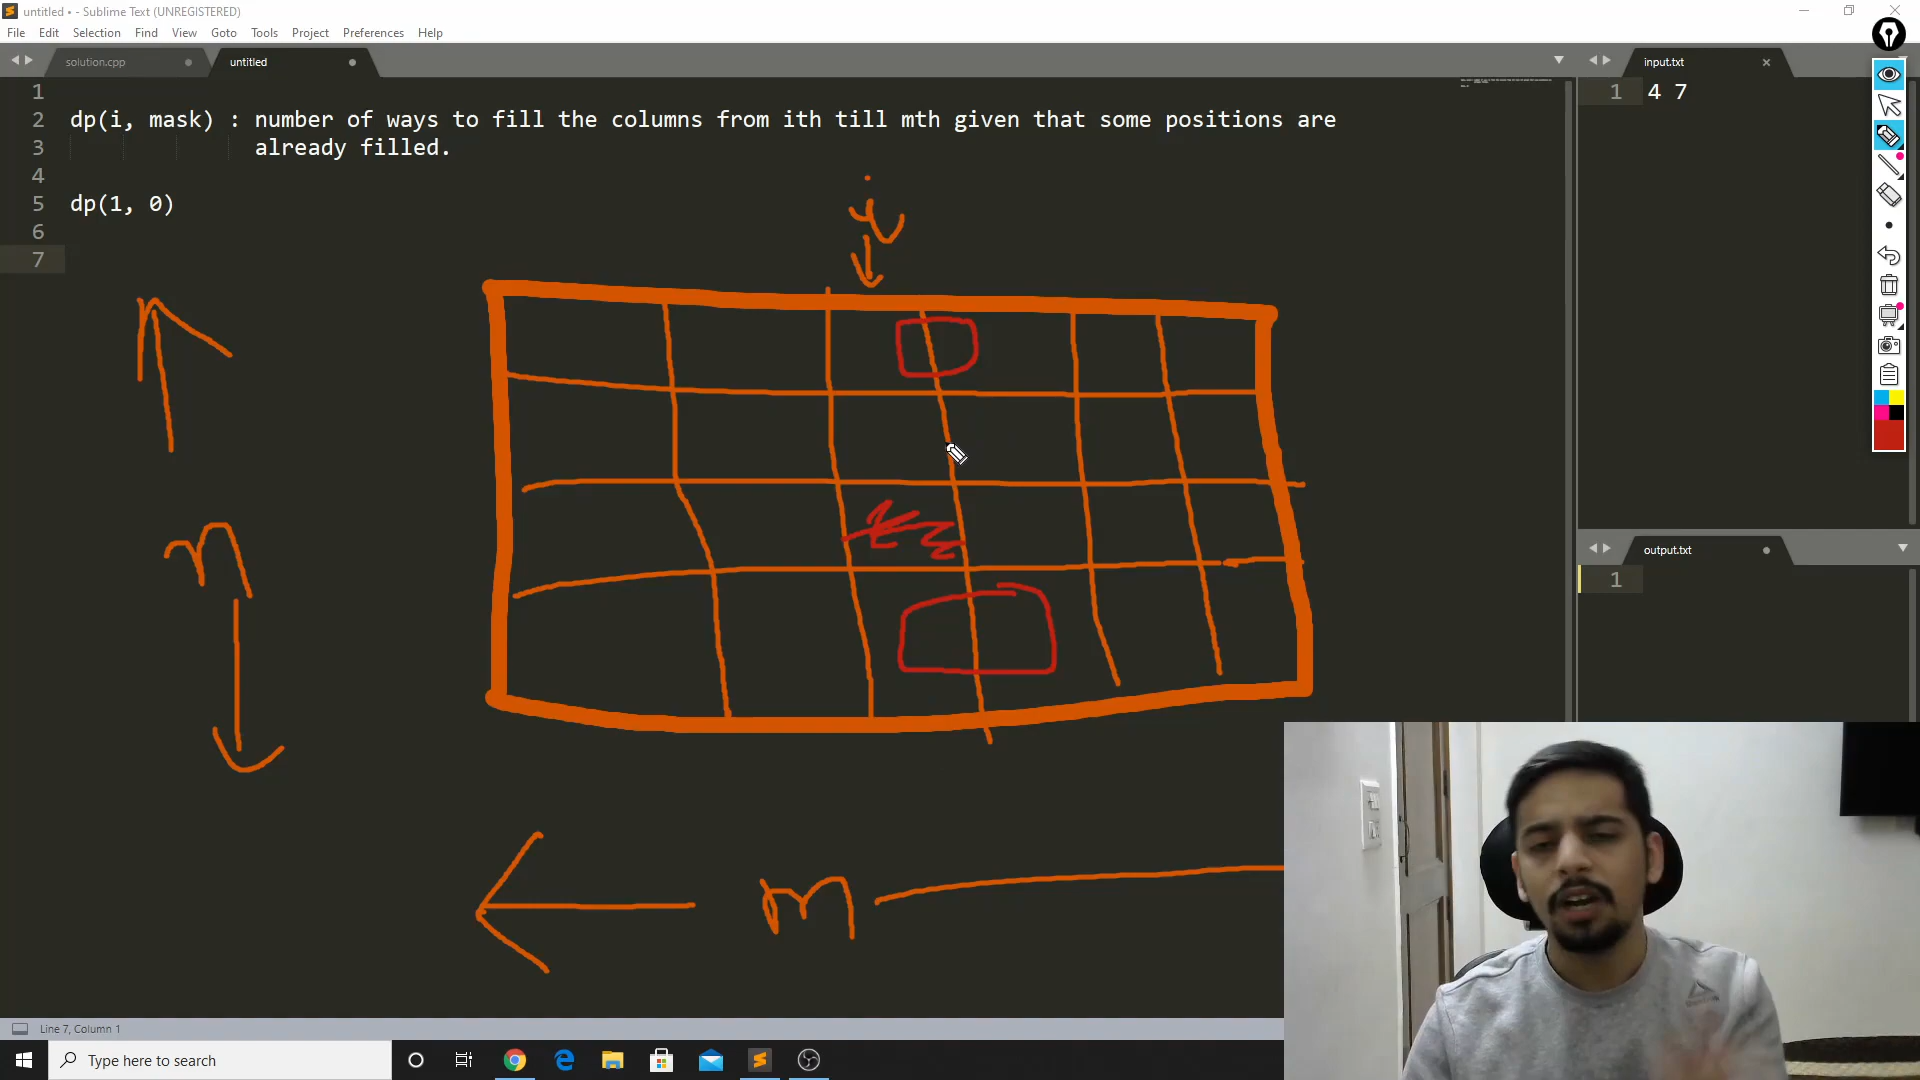 untitled • - Sublime Text (UNREGISTERED)
File Edit Selection Find View Goto Tools Project Preferences Help
solution.cpp
untitled
input.txt
1
2 dp(i, mask) : number of ways to fill the columns from ith till mth given that some positions are
3 already filled.
4
5 dp(1, 0)
6
7
1 4 7
i
n
m
output.txt
1
Line 7, Column 1
Type here to search